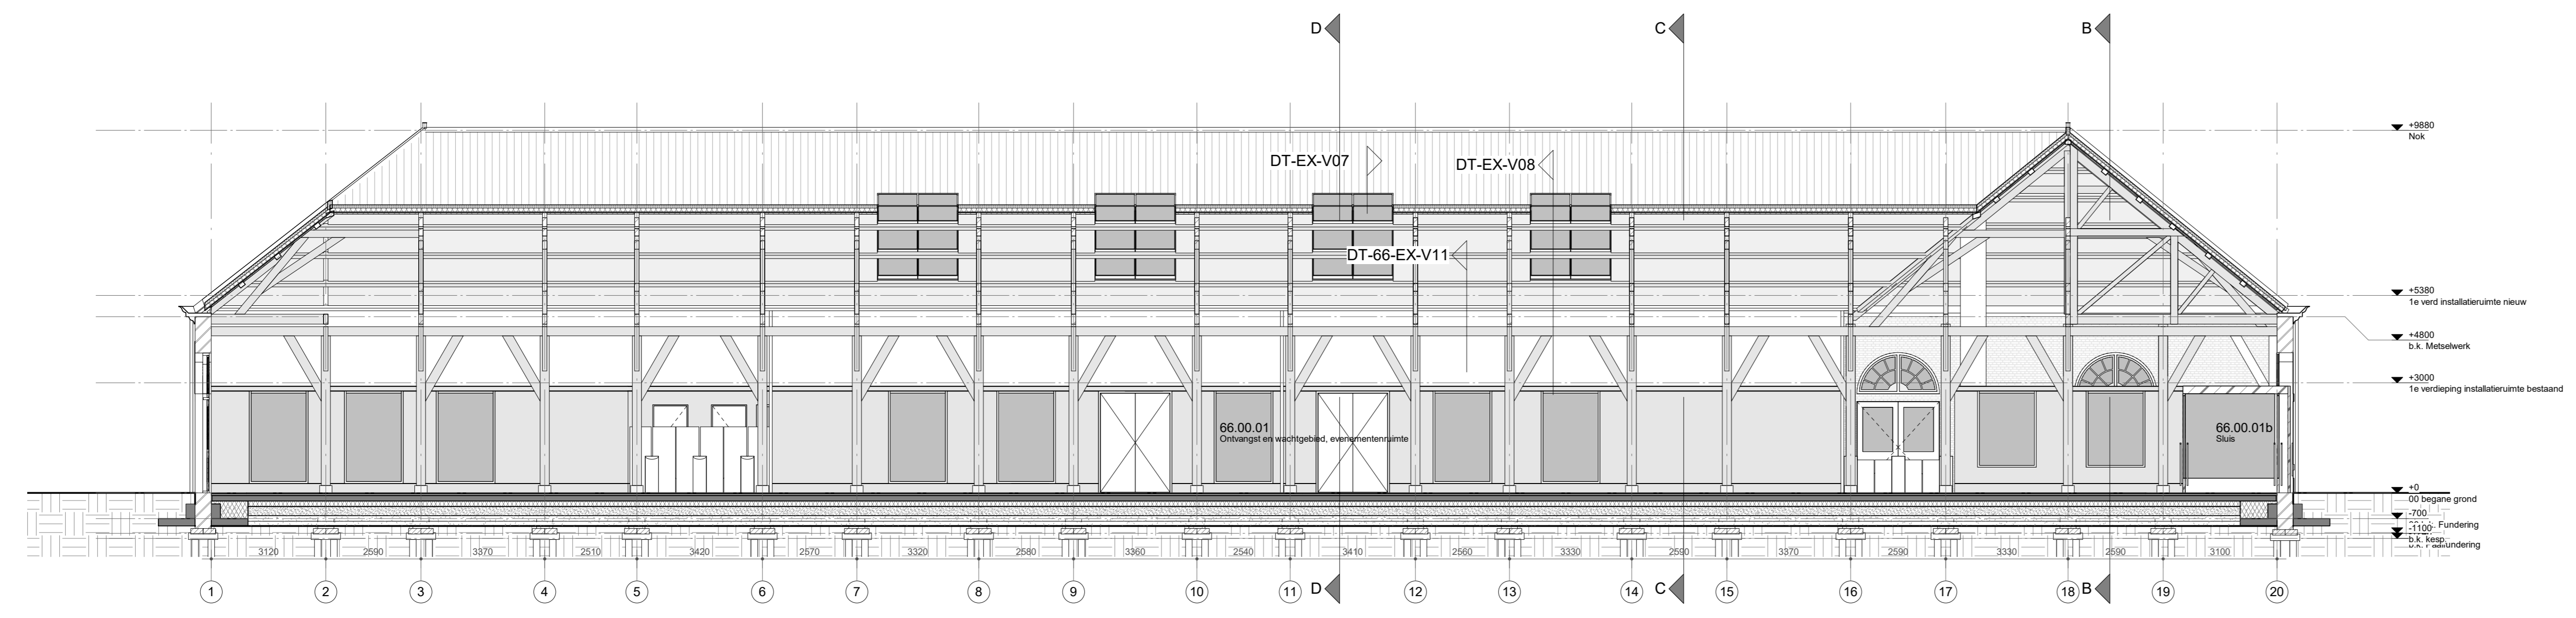 D
C
B
DT-EX-V07
DT-EX-V08
DT-66-EX-V11
+9880
Nok
+5380
1e verd installatieruimte nieuw
+4800
b.k. Metselwerk
+3000
1e verdieping installatieruimte bestaand
66.00.01
Ontvangst en wachtgebied, evenementenruimte
66.00.01b
Sluis
+0
00 begane grond
-700
Fundering
-1100
b.k. kesp.
3120 2590 3370 2510 3420 2570 3320 2580 3360 2540 3410 2560 3330 2590 3370 2590 3330 2590 3100
1 2 3 4 5 6 7 8 9 10 11 D 12 13 14 C 15 16 17 18 B 19 20